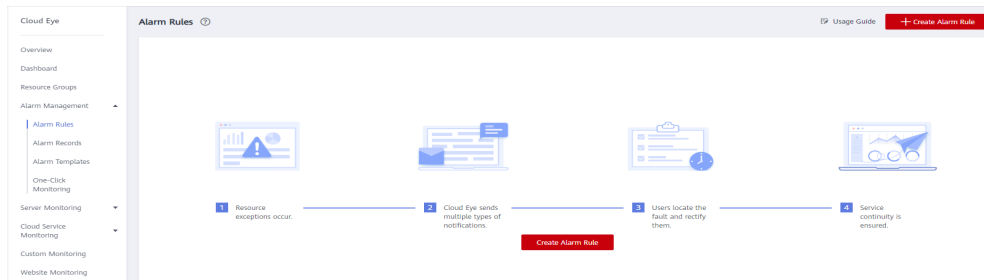 Cloud Eye
Overview
Dashboard
Resource Groups
Alarm Management
Alarm Rules
Alarm Records
Alarm Templates
One-Click
Monitoring
Server Monitoring
Cloud Service
Monitoring
Custom Monitoring
Website Monitoring
Alarm Rules ?
Usage Guide
Create Alarm Rule
1 Resource
exceptions occur.
2 Cloud Eye sends
multiple types of
notifications.
3 Users locate the
fault and rectify
them.
4 Service
continuity is
ensured.
Create Alarm Rule